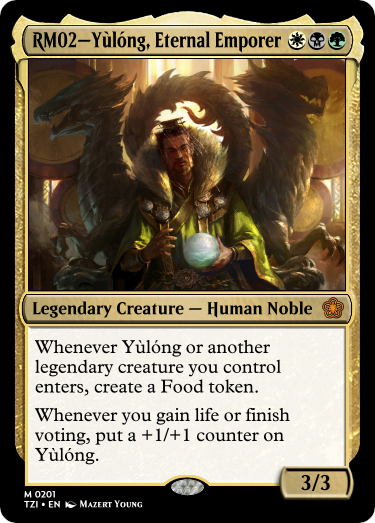 RM02—Yùlóng, Eternal Emporer
Legendary Creature — Human Noble
Whenever Yùlóng or another
legendary creature you control
enters, create a Food token.
Whenever you gain life or finish
voting, put a +1/+1 counter on
Yùlóng.
3/3
M 0201
TZI • EN Mazert Young